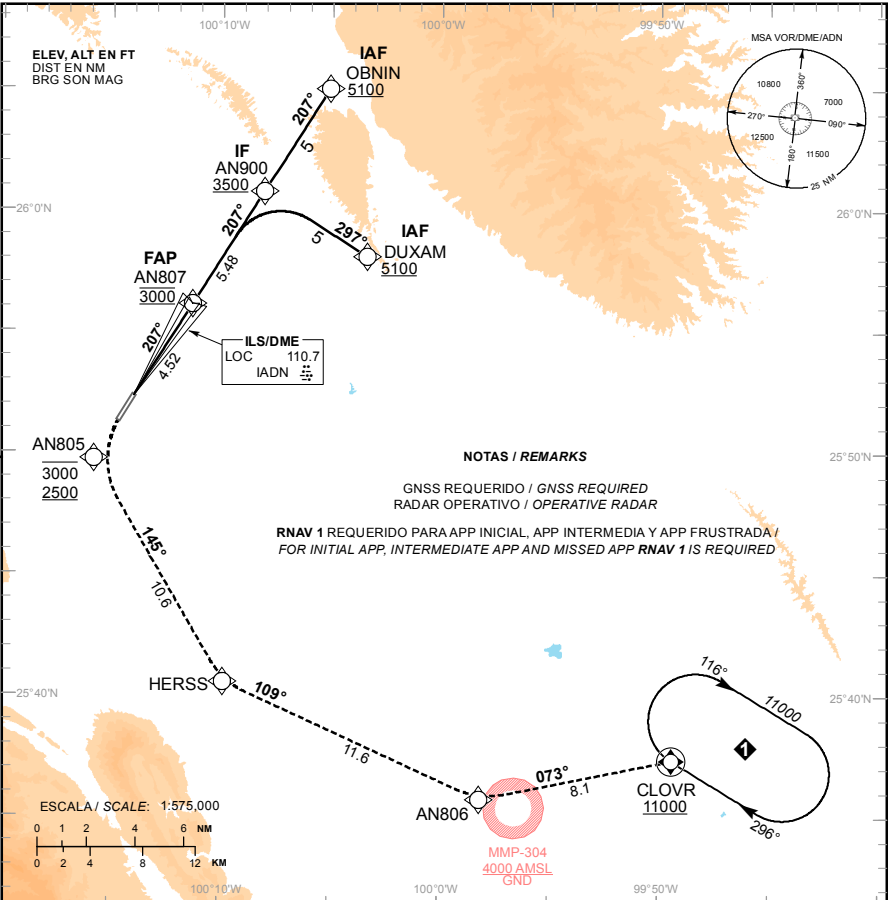 100°10'W
100°0'W
99°50'W
ELEV, ALT EN FT
DIST EN NM
BRG SON MAG
MSA VOR/DME/ADN
10800
360°
7000
270°
090°
12500
180°
11500
25 NM
IAF
OBNIN
5100
207°
5
IF
AN900
3500
26°0'N
26°0'N
207°
5.48
297°
5
IAF
DUXAM
5100
FAP
AN807
3000
207°
4.52
ILS/DME
LOC 110.7
IADN
AN805
3000
2500
25°50'N
NOTAS / REMARKS
GNSS REQUERIDO / GNSS REQUIRED
RADAR OPERATIVO / OPERATIVE RADAR
RNAV 1 REQUERIDO PARA APP INICIAL, APP INTERMEDIA Y APP FRUSTRADA /
FOR INITIAL APP, INTERMEDIATE APP AND MISSED APP RNAV 1 IS REQUIRED
145°
10.6
HERSS
109°
11.6
25°40'N
25°40'N
116°
11000
1
296°
073°
8.1
CLOVR
11000
AN806
MMP-304
4000 AMSL
GND
ESCALA / SCALE: 1:575,000
0 1 2 4 6 NM
0 2 4 8 12 KM
100°10'W
100°0'W
99°50'W